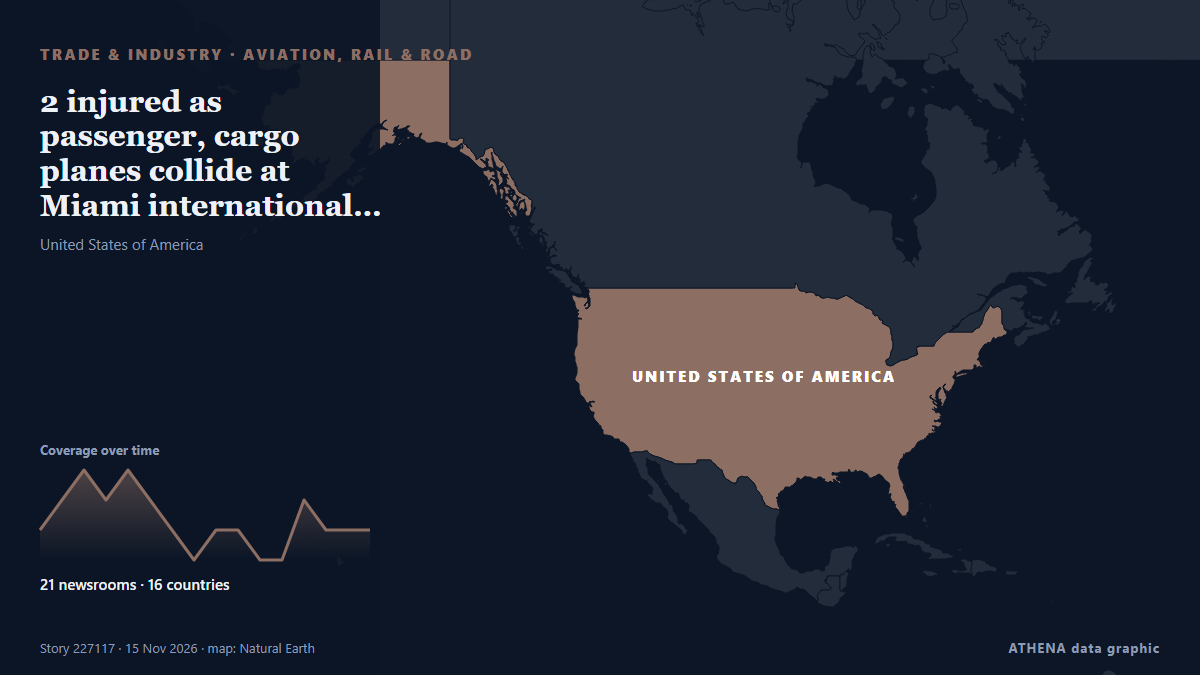 TRADE & INDUSTRY · AVIATION, RAIL & ROAD
2 injured as
passenger, cargo
planes collide at
Miami international...
United States of America
UNITED STATES OF AMERICA
Coverage over time
21 newsrooms · 16 countries
Story 227117 · 15 Nov 2026 · map: Natural Earth
ATHENA data graphic